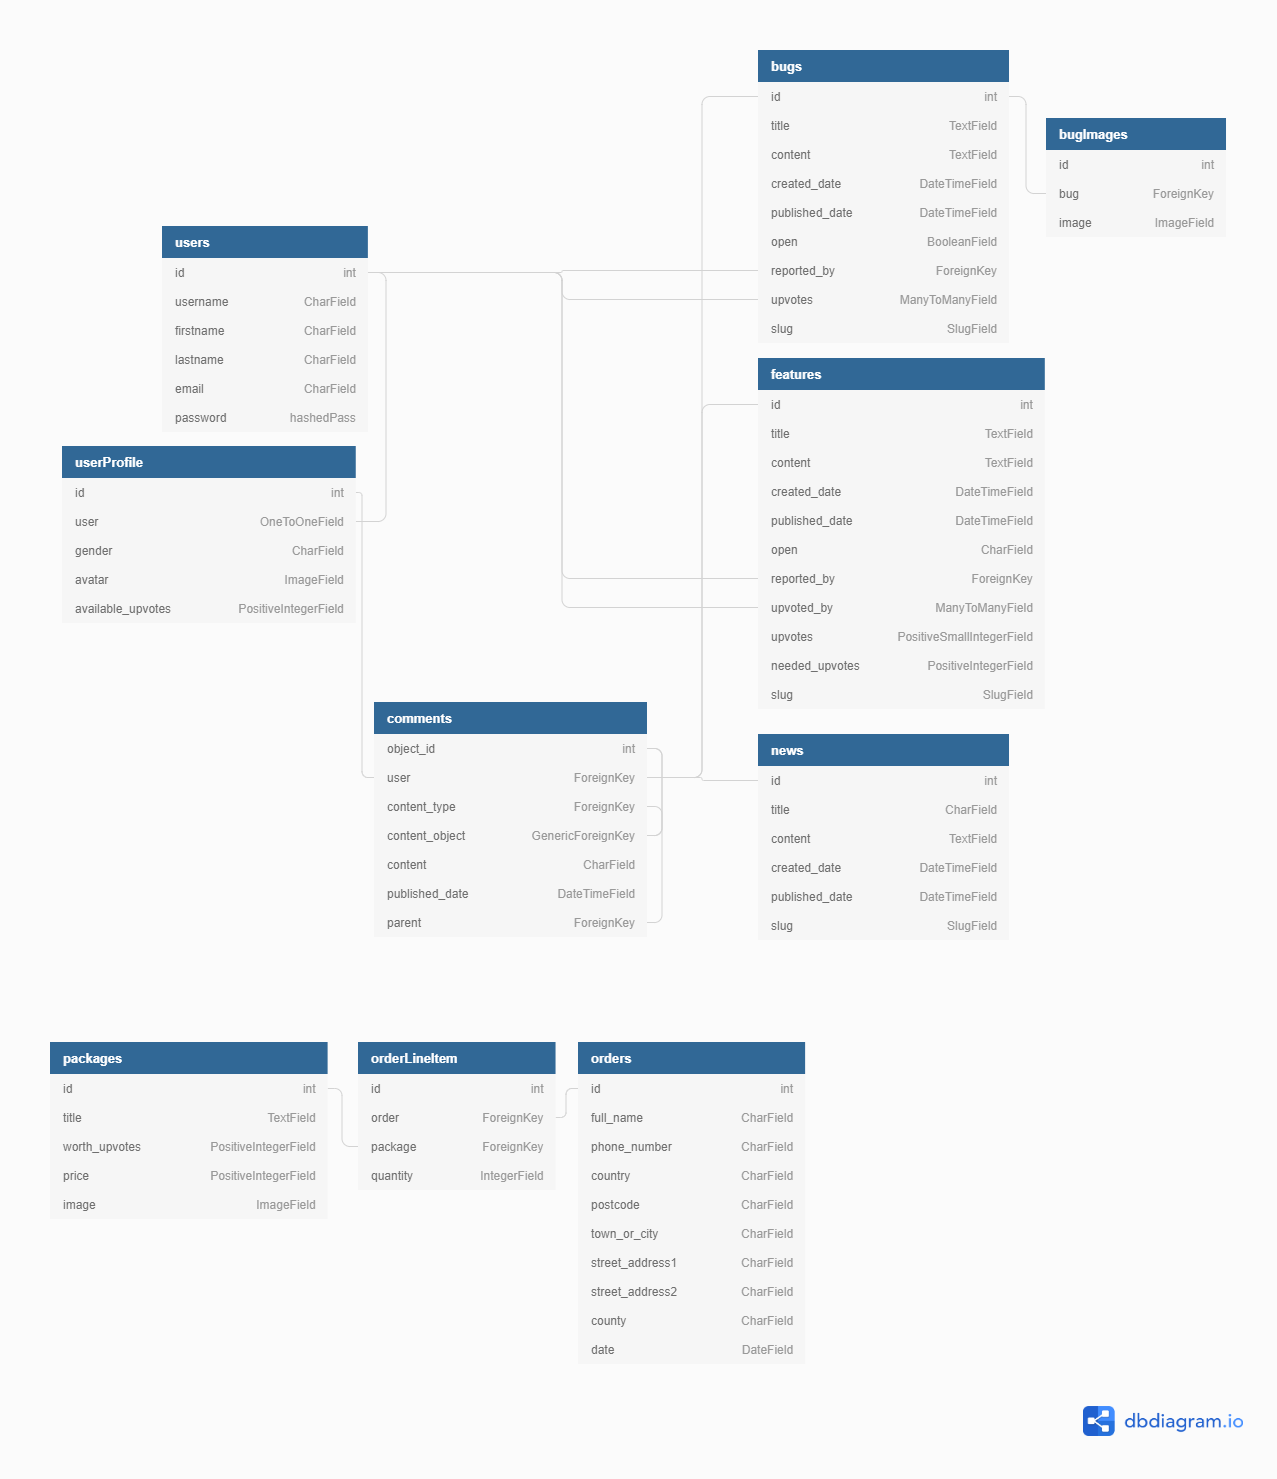 bugs
id int
title TextField
content TextField
created_date DateTimeField
published_date DateTimeField
open BooleanField
reported_by ForeignKey
upvotes ManyToManyField
slug SlugField
bugImages
id int
bug ForeignKey
image ImageField
users
id int
username CharField
firstname CharField
lastname CharField
email CharField
password hashedPass
features
id int
title TextField
content TextField
created_date DateTimeField
published_date DateTimeField
open CharField
reported_by ForeignKey
upvoted_by ManyToManyField
upvotes PositiveSmallIntegerField
needed_upvotes PositiveIntegerField
slug SlugField
userProfile
id int
user OneToOneField
gender CharField
avatar ImageField
available_upvotes PositiveIntegerField
comments
object_id int
user ForeignKey
content_type ForeignKey
content_object GenericForeignKey
content CharField
published_date DateTimeField
parent ForeignKey
news
id int
title CharField
content TextField
created_date DateTimeField
published_date DateTimeField
slug SlugField
packages
id int
title TextField
worth_upvotes PositiveIntegerField
price PositiveIntegerField
image ImageField
orderLineItem
id int
order ForeignKey
package ForeignKey
quantity IntegerField
orders
id int
full_name CharField
phone_number CharField
country CharField
postcode CharField
town_or_city CharField
street_address1 CharField
street_address2 CharField
county CharField
date DateField
dbdiagram.io